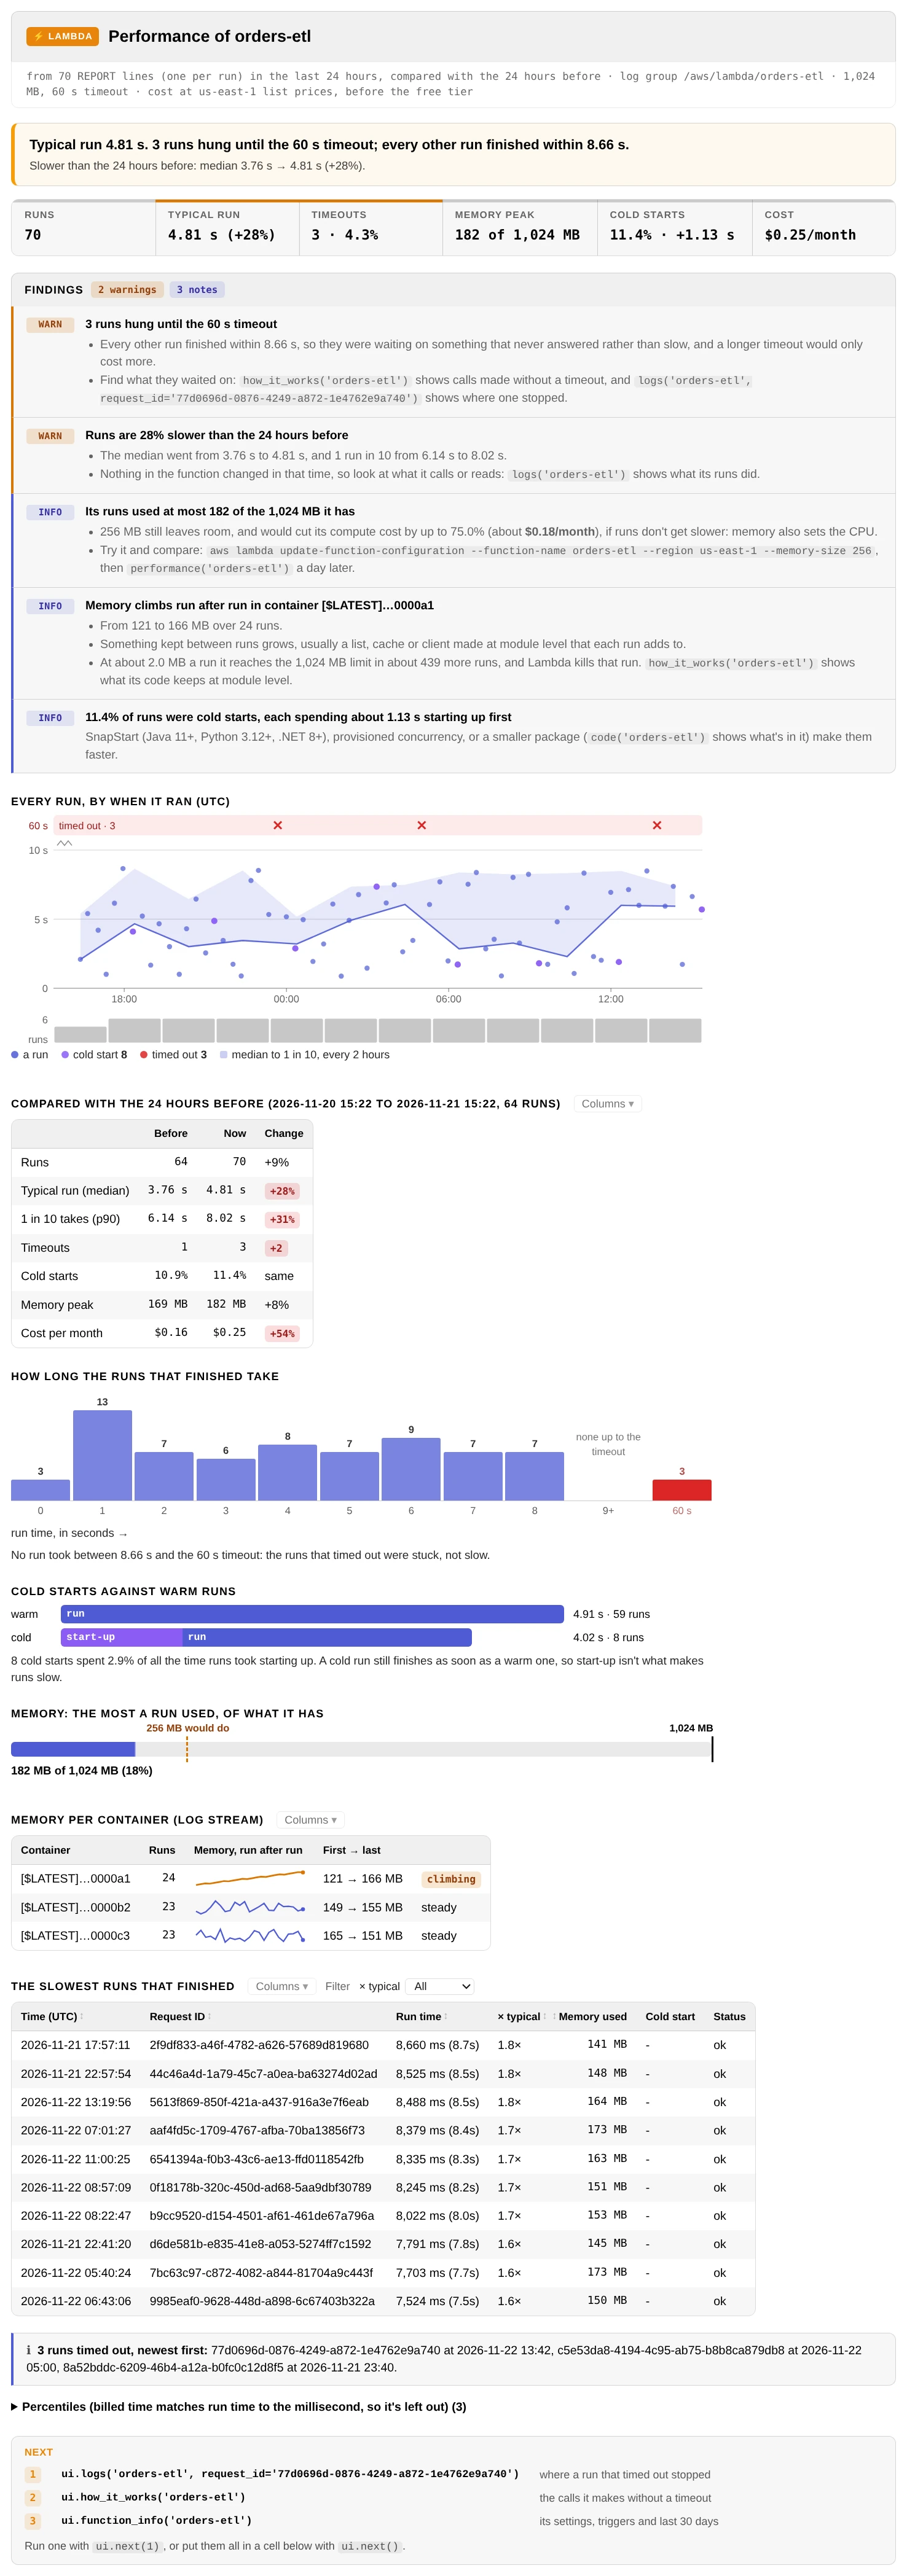 ⚡ LAMBDA Performance of orders-etl
from 70 REPORT lines (one per run) in the last 24 hours, compared with the 24 hours before · log group /aws/lambda/orders-etl · 1,024
MB, 60 s timeout · cost at us-east-1 list prices, before the free tier
Typical run 4.81 s. 3 runs hung until the 60 s timeout; every other run finished within 8.66 s.
Slower than the 24 hours before: median 3.76 s → 4.81 s (+28%).
RUNS TYPICAL RUN TIMEOUTS MEMORY PEAK COLD STARTS COST
70 4.81 s (+28%) 3 · 4.3% 182 of 1,024 MB 11.4% · +1.13 s $0.25/month
FINDINGS 2 warnings 3 notes
WARN 3 runs hung until the 60 s timeout
• Every other run finished within 8.66 s, so they were waiting on something that never answered rather than slow, and a longer timeout would only
cost more.
• Find what they waited on: how_it_works('orders-etl') shows calls made without a timeout, and logs('orders-etl',
request_id='77d0696d-0876-4249-a872-1e4762e9a740') shows where one stopped.
WARN Runs are 28% slower than the 24 hours before
• The median went from 3.76 s to 4.81 s, and 1 run in 10 from 6.14 s to 8.02 s.
• Nothing in the function changed in that time, so look at what it calls or reads: logs('orders-etl') shows what its runs did.
INFO Its runs used at most 182 of the 1,024 MB it has
• 256 MB still leaves room, and would cut its compute cost by up to 75.0% (about $0.18/month), if runs don't get slower: memory also sets the CPU.
• Try it and compare: aws lambda update-function-configuration --function-name orders-etl --region us-east-1 --memory-size 256,
then performance('orders-etl') a day later.
INFO Memory climbs run after run in container [$LATEST]…0000a1
• From 121 to 166 MB over 24 runs.
• Something kept between runs grows, usually a list, cache or client made at module level that each run adds to.
• At about 2.0 MB a run it reaches the 1,024 MB limit in about 439 more runs, and Lambda kills that run. how_it_works('orders-etl') shows
what its code keeps at module level.
INFO 11.4% of runs were cold starts, each spending about 1.13 s starting up first
SnapStart (Java 11+, Python 3.12+, .NET 8+), provisioned concurrency, or a smaller package (code('orders-etl') shows what's in it) make them
faster.
EVERY RUN, BY WHEN IT RAN (UTC)
60 s timed out · 3
10 s
5 s
0
18:00 00:00 06:00 12:00
6
runs
a run cold start 8 timed out 3 median to 1 in 10, every 2 hours
COMPARED WITH THE 24 HOURS BEFORE (2026-11-20 15:22 TO 2026-11-21 15:22, 64 RUNS) Columns ▾
Before Now Change
Runs 64 70 +9%
Typical run (median) 3.76 s 4.81 s +28%
1 in 10 takes (p90) 6.14 s 8.02 s +31%
Timeouts 1 3 +2
Cold starts 10.9% 11.4% same
Memory peak 169 MB 182 MB +8%
Cost per month $0.16 $0.25 +54%
HOW LONG THE RUNS THAT FINISHED TAKE
3 13 7 6 8 7 9 7 7 none up to the
timeout 3
0 1 2 3 4 5 6 7 8 9+ 60 s
run time, in seconds →
No run took between 8.66 s and the 60 s timeout: the runs that timed out were stuck, not slow.
COLD STARTS AGAINST WARM RUNS
warm run 4.91 s · 59 runs
cold start-up run 4.02 s · 8 runs
8 cold starts spent 2.9% of all the time runs took starting up. A cold run still finishes as soon as a warm one, so start-up isn't what makes
runs slow.
MEMORY: THE MOST A RUN USED, OF WHAT IT HAS
256 MB would do 1,024 MB
182 MB of 1,024 MB (18%)
MEMORY PER CONTAINER (LOG STREAM) Columns ▾
Container Runs Memory, run after run First → last
[$LATEST]…0000a1 24 121 → 166 MB climbing
[$LATEST]…0000b2 23 149 → 155 MB steady
[$LATEST]…0000c3 23 165 → 151 MB steady
THE SLOWEST RUNS THAT FINISHED Columns ▾ Filter × typical All
Time (UTC) Request ID Run time × typical Memory used Cold start Status
2026-11-21 17:57:11 2f9df833-a46f-4782-a626-57689d819680 8,660 ms (8.7s) 1.8× 141 MB - ok
2026-11-21 22:57:54 44c46a4d-1a79-45c7-a0ea-ba63274d02ad 8,525 ms (8.5s) 1.8× 148 MB - ok
2026-11-22 13:19:56 5613f869-850f-421a-a437-916a3e7f6eab 8,488 ms (8.5s) 1.8× 164 MB - ok
2026-11-22 07:01:27 aaf4fd5c-1709-4767-afba-70ba13856f73 8,379 ms (8.4s) 1.7× 173 MB - ok
2026-11-22 11:00:25 6541394a-f0b3-43c6-ae13-ffd0118542fb 8,335 ms (8.3s) 1.7× 163 MB - ok
2026-11-22 08:57:09 0f18178b-320c-450d-ad68-5aa9dbf30789 8,245 ms (8.2s) 1.7× 151 MB - ok
2026-11-22 08:22:47 b9cc9520-d154-4501-af61-461de67a796a 8,022 ms (8.0s) 1.7× 153 MB - ok
2026-11-21 22:41:20 d6de581b-e835-41e8-a053-5274ff7c1592 7,791 ms (7.8s) 1.6× 145 MB - ok
2026-11-22 05:40:24 7bc63c97-c872-4082-a844-81704a9c443f 7,703 ms (7.7s) 1.6× 173 MB - ok
2026-11-22 06:43:06 9985eaf0-9628-448d-a898-6c67403b322a 7,524 ms (7.5s) 1.6× 150 MB - ok
ℹ 3 runs timed out, newest first: 77d0696d-0876-4249-a872-1e4762e9a740 at 2026-11-22 13:42, c5e53da8-4194-4c95-ab75-b8b8ca879db8 at 2026-11-22
05:00, 8a52bddc-6209-46b4-a12a-b0fc0c12d8f5 at 2026-11-21 23:40.
▶ Percentiles (billed time matches run time to the millisecond, so it's left out) (3)
NEXT
1 ui.logs('orders-etl', request_id='77d0696d-0876-4249-a872-1e4762e9a740') where a run that timed out stopped
2 ui.how_it_works('orders-etl') the calls it makes without a timeout
3 ui.function_info('orders-etl') its settings, triggers and last 30 days
Run one with ui.next(1), or put them all in a cell below with ui.next().